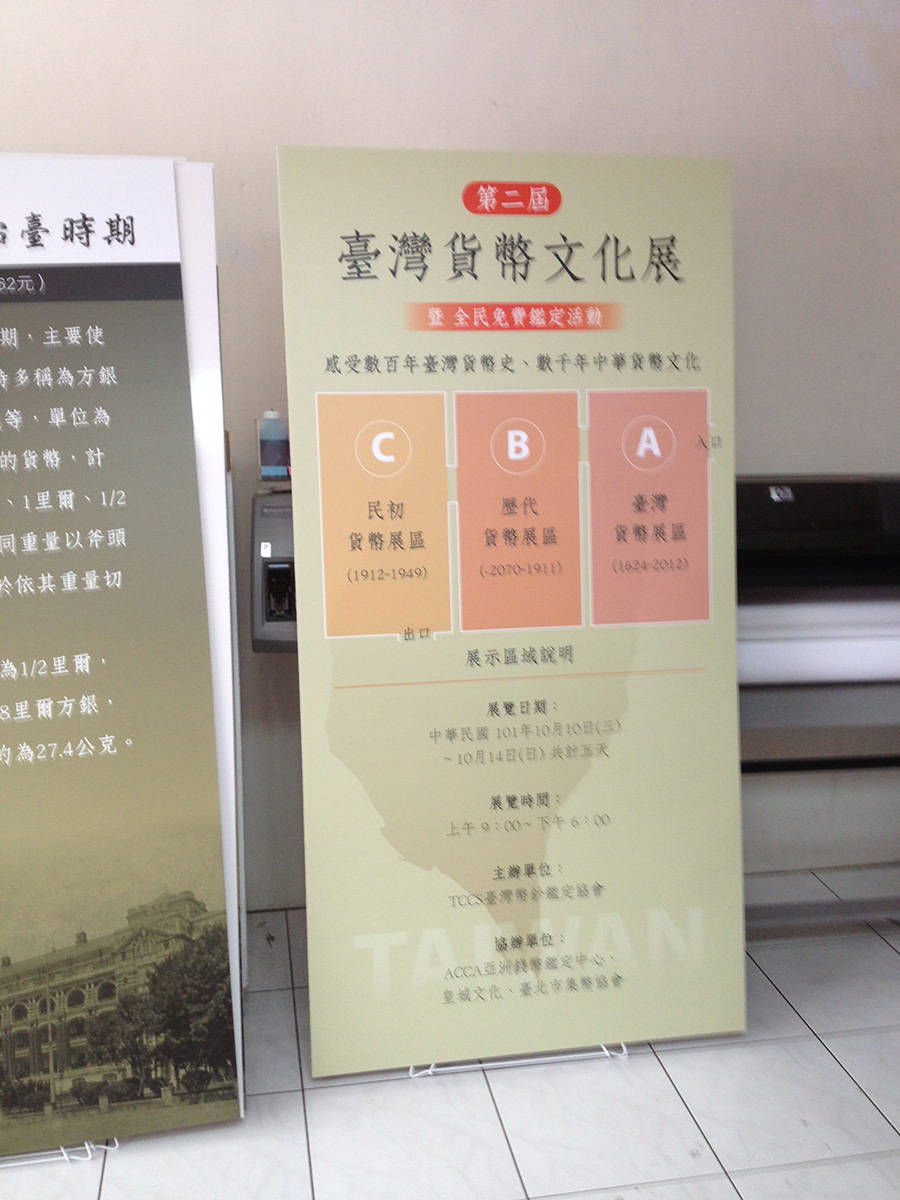 台臺時期
62元）
期，主要使
時多稱為方銀
等，單位為
的貨幣，計
、1里爾、1/2
同重量以斧頭
於依其重量切
為1/2里爾，
8里爾方銀，
約為27.4公克。
第二屆
臺灣貨幣文化展
暨 全民免費鑑定活動
感受數百年臺灣貨幣史、數千年中華貨幣文化
C
民初
貨幣展區
(1912-1949)
出口
B
歷代
貨幣展區
(-2070-1911)
A
臺灣
貨幣展區
(1624-2012)
入口
展示區域說明
展覽日期：
中華民國 101年10月10日(三)
~10月14日(日) 共計五天
展覽時間：
上午 9：00~下午 6：00
主辦單位：
TCCS臺灣幣鈔鑑定協會
協辦單位：
ACCA亞洲錢幣鑑定中心、
皇城文化、臺北市集幣協會
TAIWAN
hp